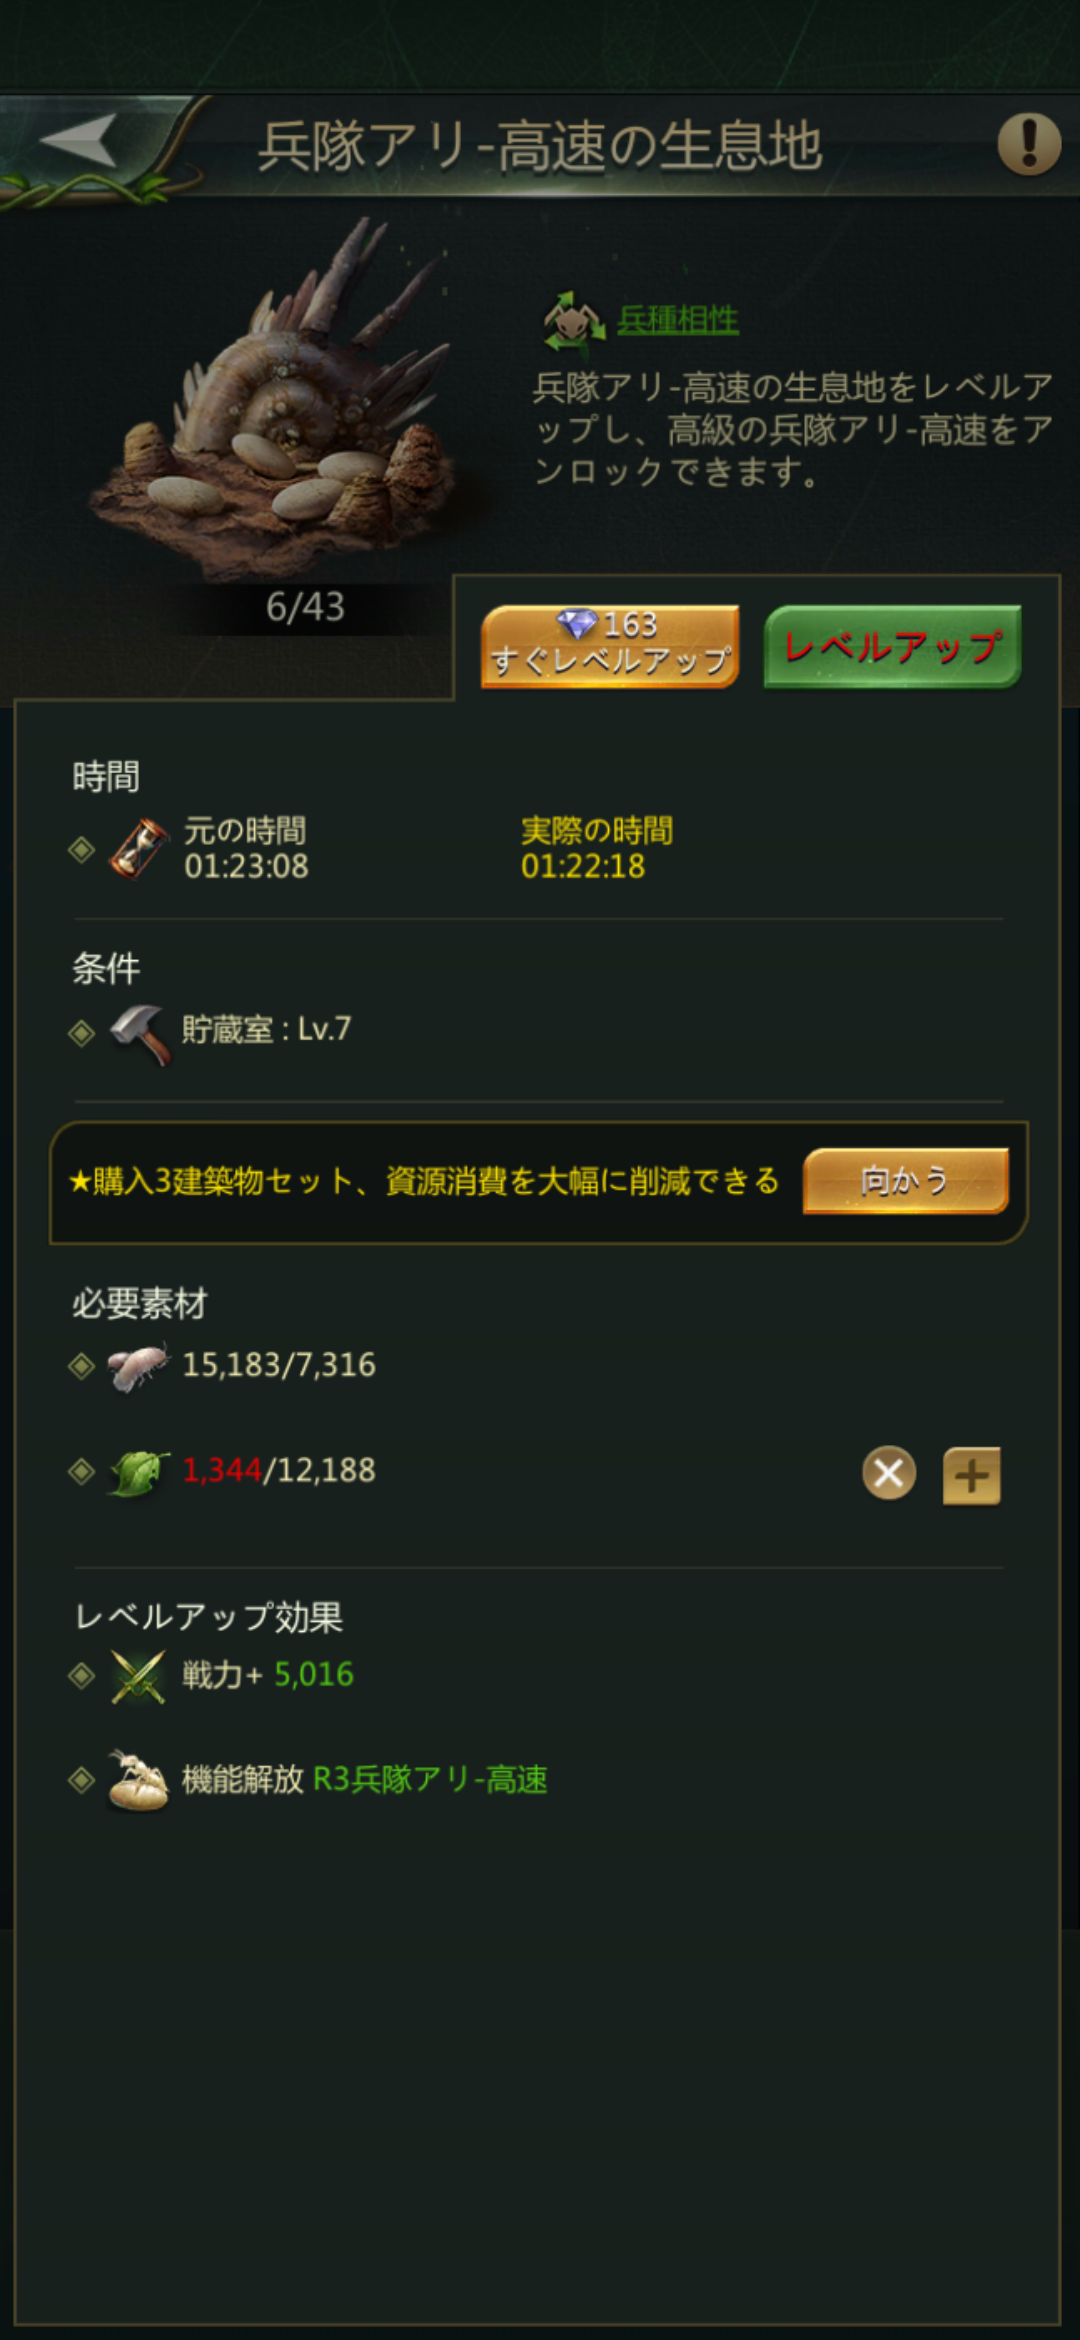 兵隊アリ-高速の生息地
兵種相性
兵隊アリ-高速の生息地をレベルア
ップし、高級の兵隊アリ-高速をア
ンロックできます。
6/43
163
すぐレベルアップ
レベルアップ
時間
元の時間
01:23:08
実際の時間
01:22:18
条件
貯蔵室 : Lv.7
★購入3建築物セット、資源消費を大幅に削減できる
向かう
必要素材
15,183/7,316
1,344/12,188
レベルアップ効果
戦力+ 5,016
機能解放 R3兵隊アリ-高速